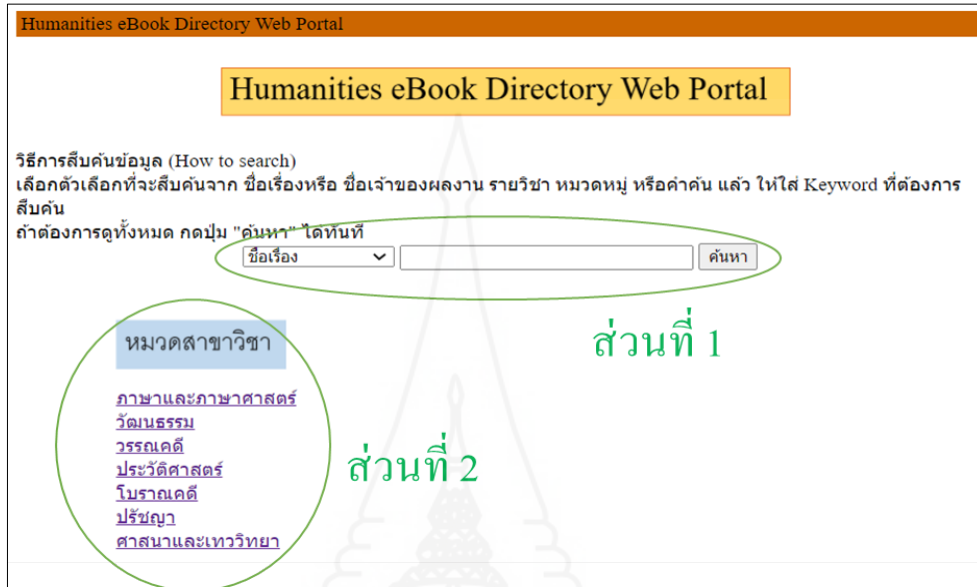 Humanities eBook Directory Web Portal
Humanities eBook Directory Web Portal
วิธีการสืบค้นข้อมูล (How to search)
เลือกตัวเลือกที่จะสืบค้นจาก ชื่อเรื่องหรือ ชื่อเจ้าของผลงาน รายวิชา หมวดหมู่ หรือคำค้น แล้ว ให้ใส่ Keyword ที่ต้องการ
สืบค้น
ถ้าต้องการดูทั้งหมด กดปุ่ม "ค้นหา" ได้ทันที
ชื่อเรื่อง ค้นหา
ส่วนที่ 1
หมวดสาขาวิชา
ภาษาและภาษาศาสตร์
วัฒนธรรม
วรรณคดี
ส่วนที่ 2
ประวัติศาสตร์
โบราณคดี
ปรัชญา
ศาสนาและเทววิทยา